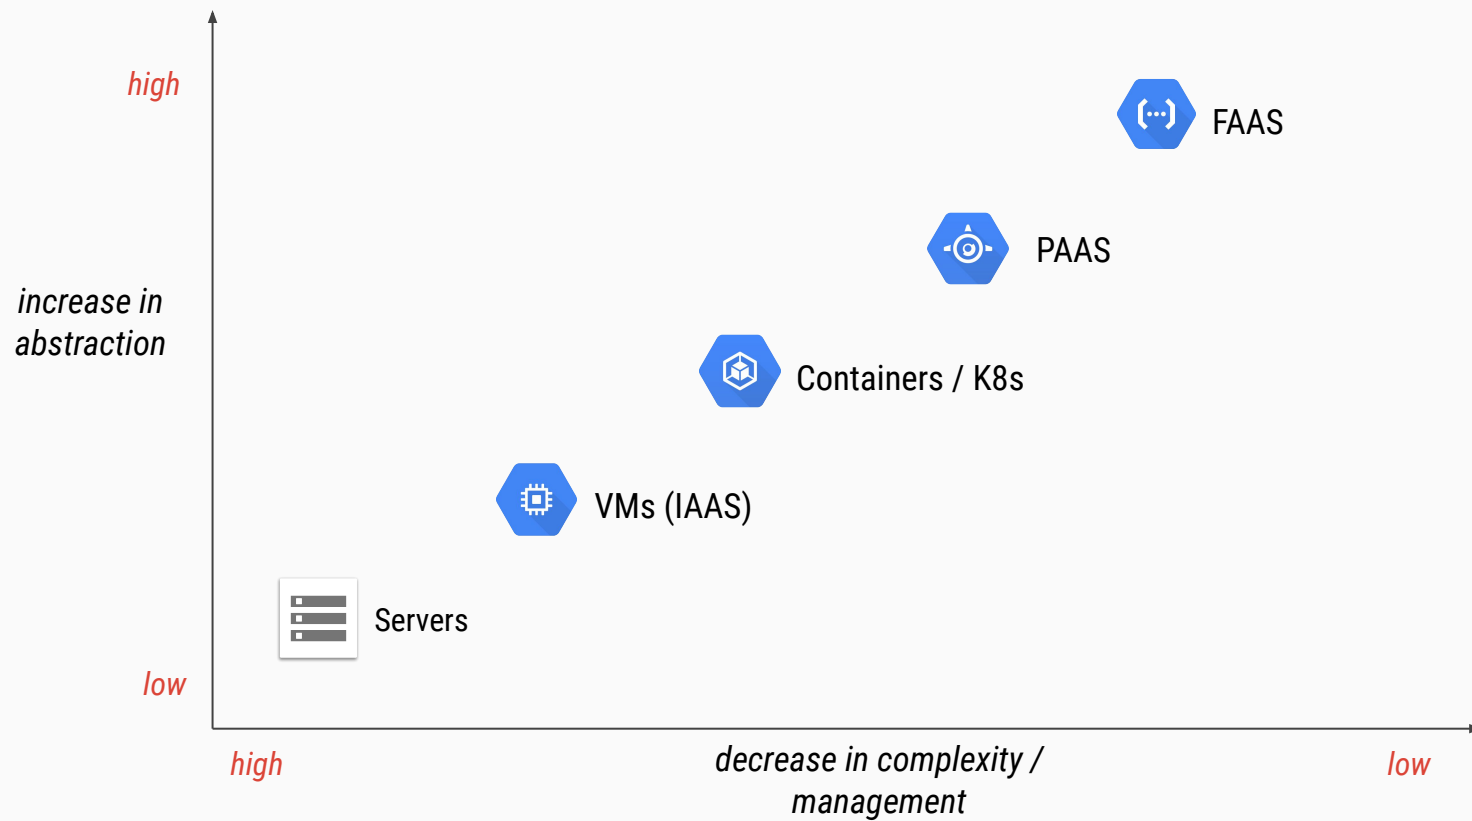 high
FAAS
PAAS
increase in
abstraction
Containers / K8s
VMs (IAAS)
Servers
low
high
decrease in complexity /
management
low